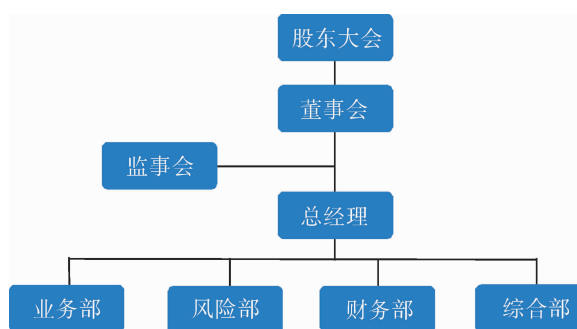 股东大会
董事会
监事会
总经理
业务部
风险部
财务部
综合部